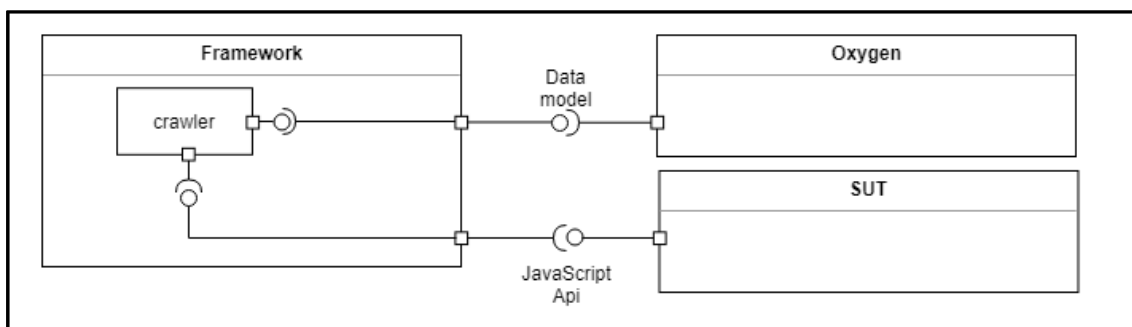 Framework
Oxygen
Data
model
crawler
SUT
JavaScript
Api